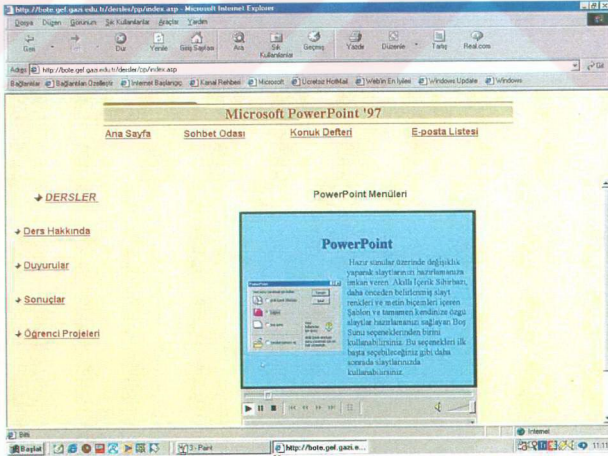 http://bote.gef.gazi.edu.tr/dersler/pp/index.asp - Microsoft Internet Explorer
Dosya Düğen Görünüm Sık Kullanılanlar Araçlar Yardım
Geri Dur Yenile Giriş Sayfası Ara Sık Kullanılanlar Geçmiş Yazdır Düzenle Tartış Real.com
Adres http://bote.gef.gazi.edu.tr/dersler/pp/index.asp Git
Bağlantılar Bağlantıları Özelleştir Internet Başlangıç Kanal Rehberi Microsoft Ücretsiz HotMail Web'in En İyileri Windows Update Windows
Microsoft PowerPoint '97
Ana Sayfa Sohbet Odası Konuk Defteri E-posta Listesi
DERSLER
PowerPoint Menüleri
Ders Hakkında
Duyurular
Sonuçlar
Öğrenci Projeleri
PowerPoint
Hazır sunular üzerinde değişiklik
yaparak slaytlarınızı hazırlamanıza
imkan veren Akıllı İçerik Sihirbazı,
daha önceden belirlenmiş slayt
renkleri ve metin biçemleri içeren
Şablon ve tamamen kendinize özgü
slaytlar hazırlamanızı sağlayan Boş
Sunu seçeneklerinden birini
kullanabilirsiniz. Bu seçenekleri ilk
başta seçebileceğiniz gibi daha
sonrada slaytlarınızda
kullanabilirsiniz.
Bitti Internet
Başlat 3-Paint http://bote.gef.gazi.e... 11:11